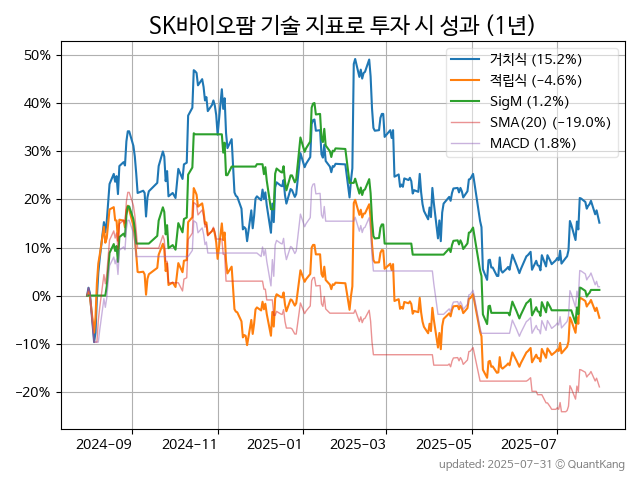 SK바이오팜 기술 지표로 투자 시 성과 (1년)
50%
40%
30%
20%
10%
0%
−10%
−20%
거치식 (15.2%)
적립식 (−4.6%)
SigM (1.2%)
SMA(20) (−19.0%)
MACD (1.8%)
2024-09
2024-11
2025-01
2025-03
2025-05
2025-07
updated: 2025-07-31 © QuantKang